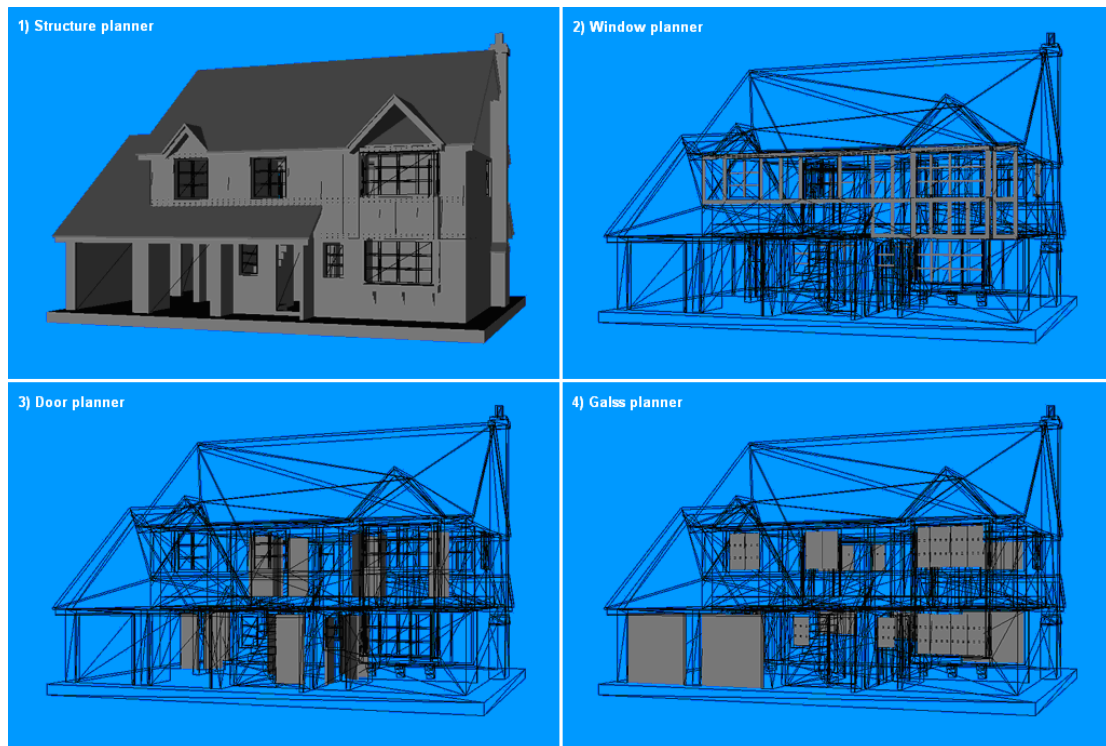 1) Structure planner
2) Window planner
3) Door planner
4) Galss planner